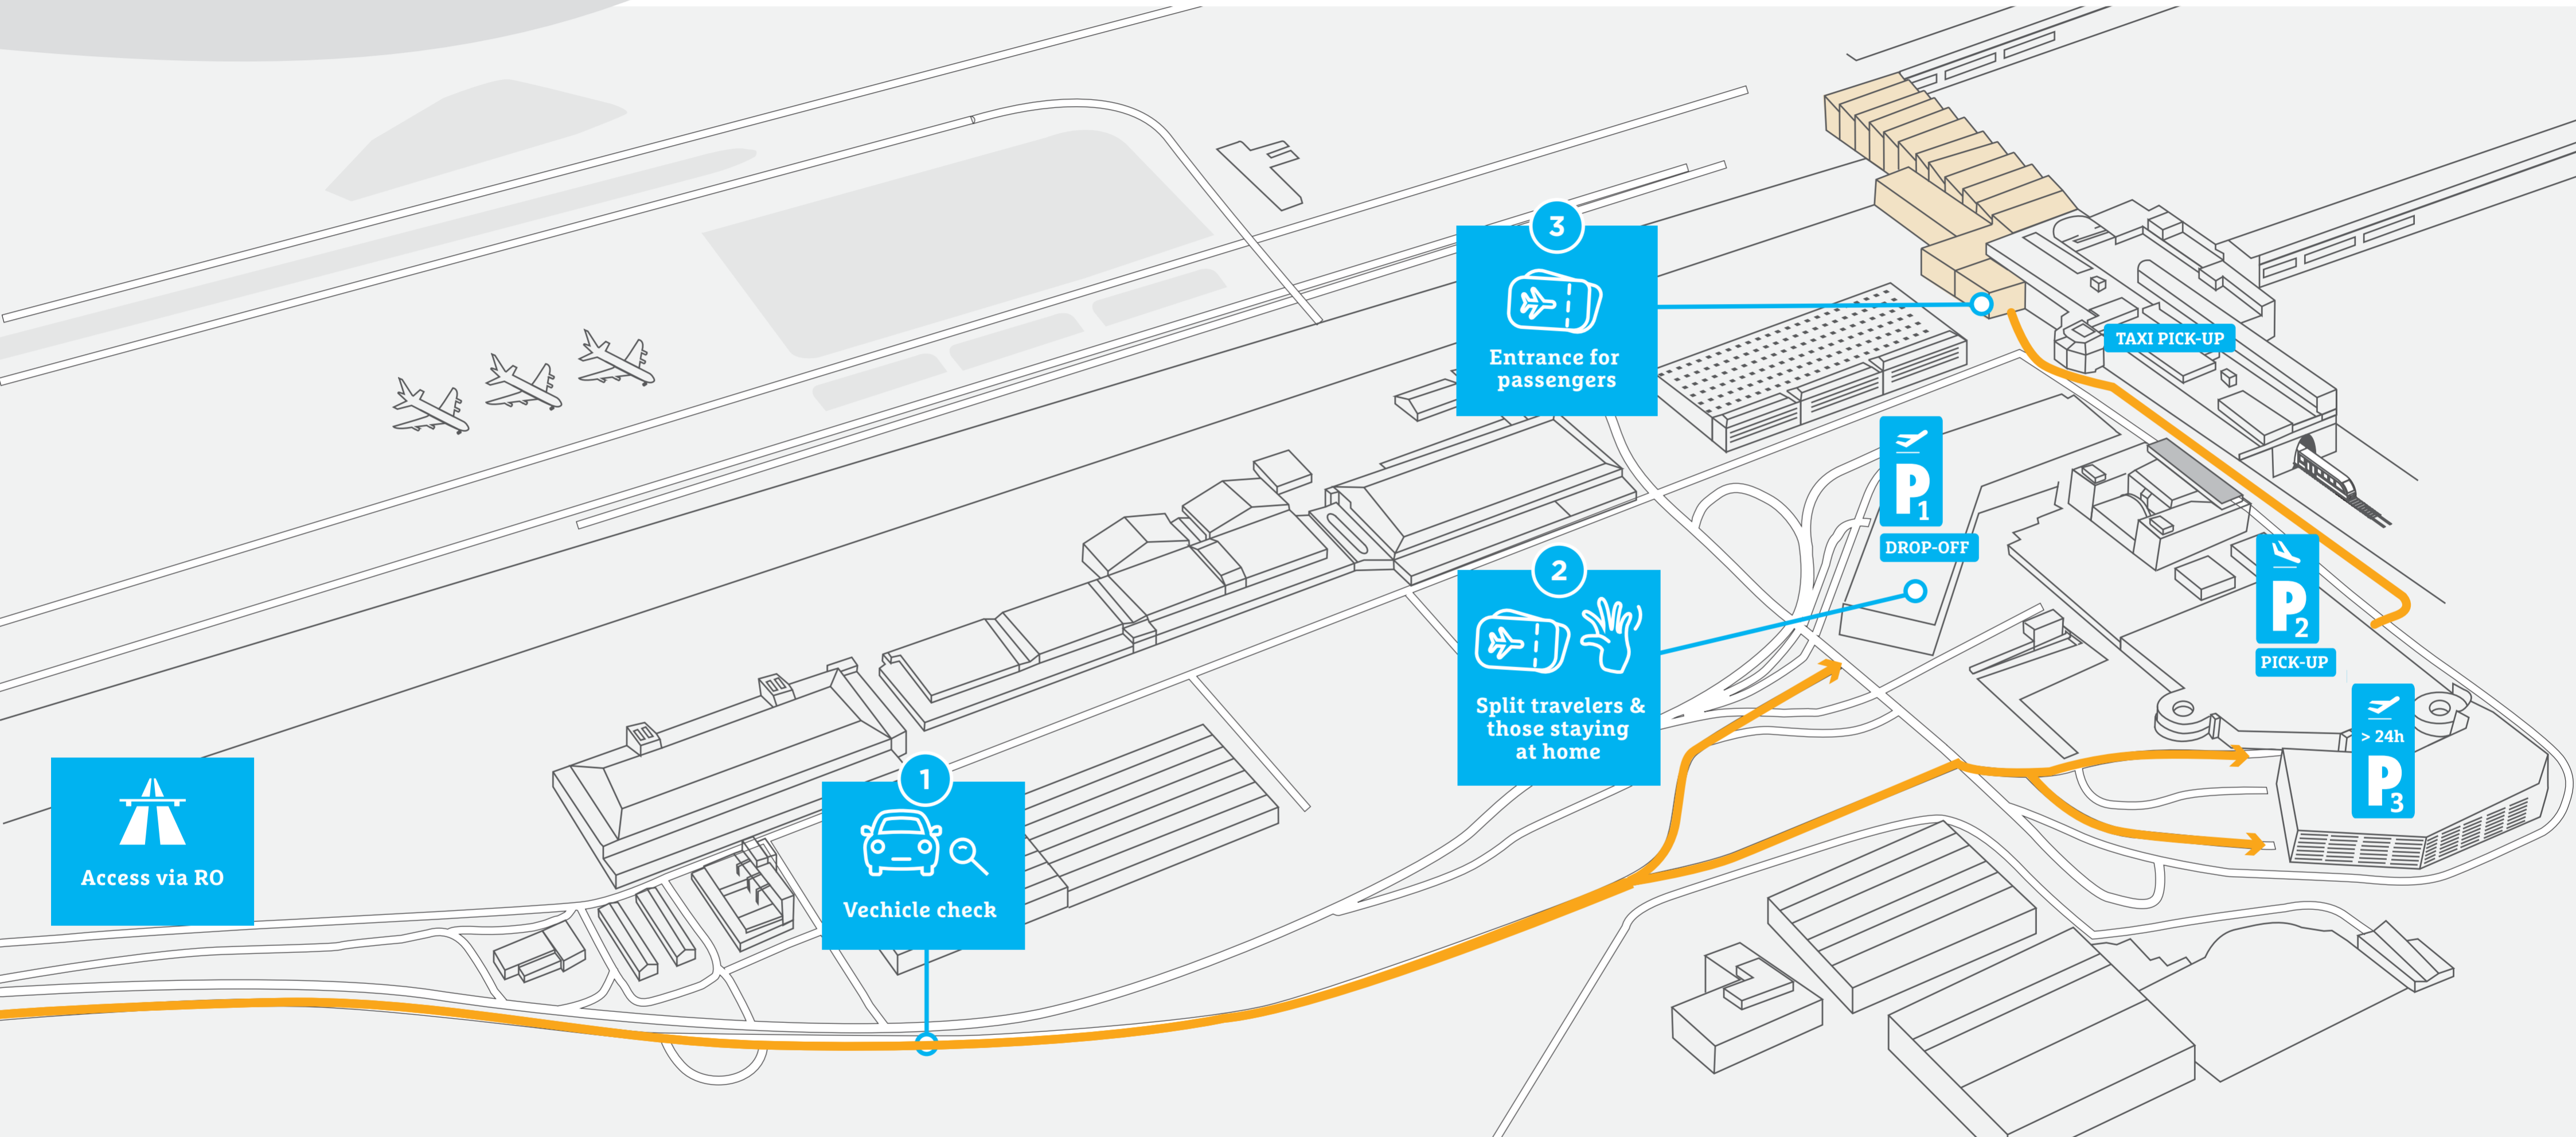 3
Entrance for
passengers
TAXI PICK-UP
P1
DROP-OFF
2
Split travelers &
those staying
at home
P2
PICK-UP
> 24h
P3
1
Vechicle check
Access via RO